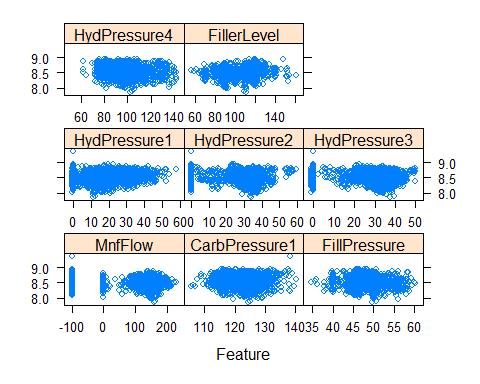 HydPressure4 FillerLevel
9.0
8.5
8.0
60 80 100 120 140 60 80 100 140
HydPressure1 HydPressure2 HydPressure3
9.0
8.5
8.0
0 10 20 30 40 50 60 0 10 20 30 40 50 60 0 10 20 30 40 50
MnfFlow CarbPressure1 FillPressure
9.0
8.5
8.0
-100 0 100 200 110 120 130 140 35 40 45 50 55 60
Feature